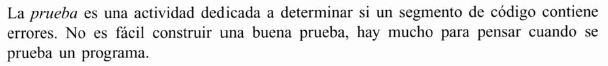 La prueba es una actividad dedicada a determinar si un segmento de código contiene
errores. No es fácil construir una buena prueba, hay mucho para pensar cuando se
prueba un programa.